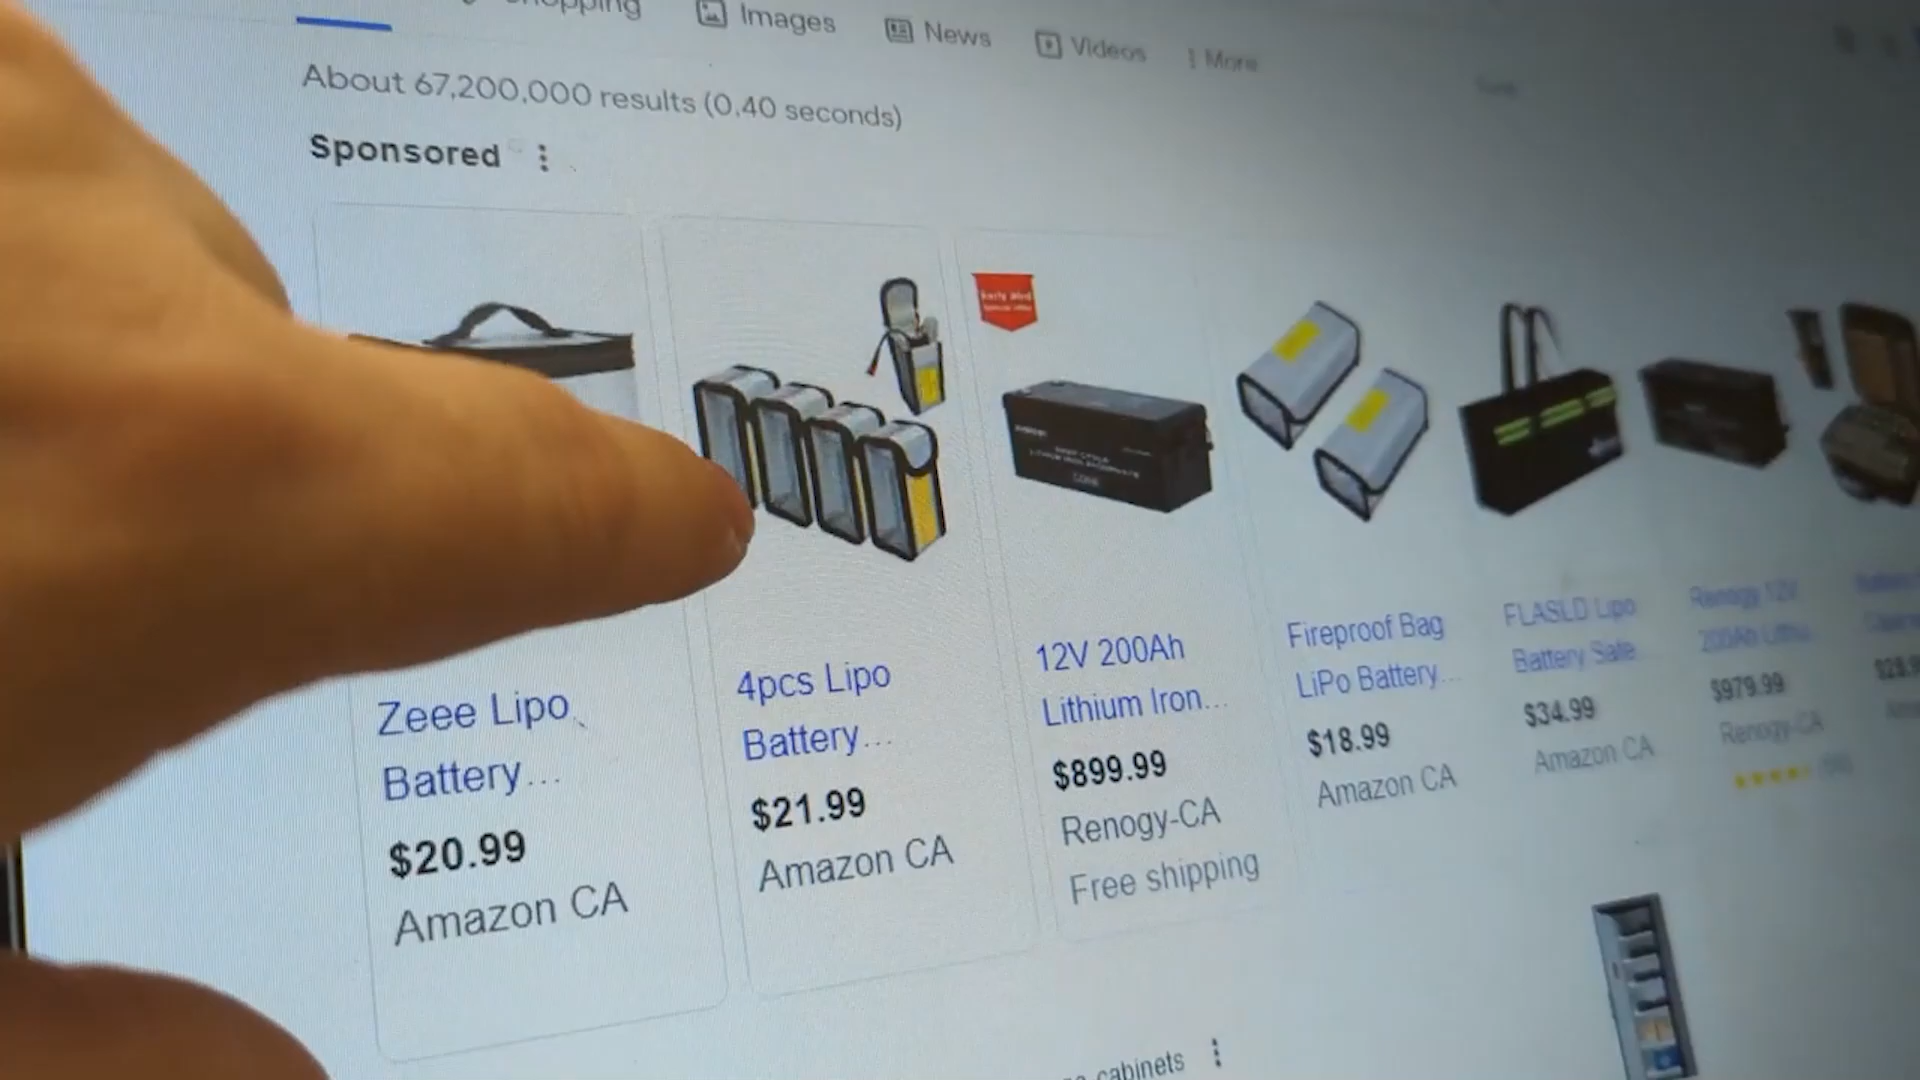 Images
News
Videos
More
About 67,200,000 results (0.40 seconds)
Sponsored
Zeee Lipo
Battery...
$20.99
Amazon CA
4pcs Lipo
Battery...
$21.99
Amazon CA
12V 200Ah
Lithium Iron...
$899.99
Renogy-CA
Free shipping
Fireproof Bag
LiPo Battery...
$18.99
Amazon CA
FLASLD Lipo
Battery Safe
$34.99
Amazon CA
Renogy 12V
200Ah
$979.99
Renogy-CA
cabinets